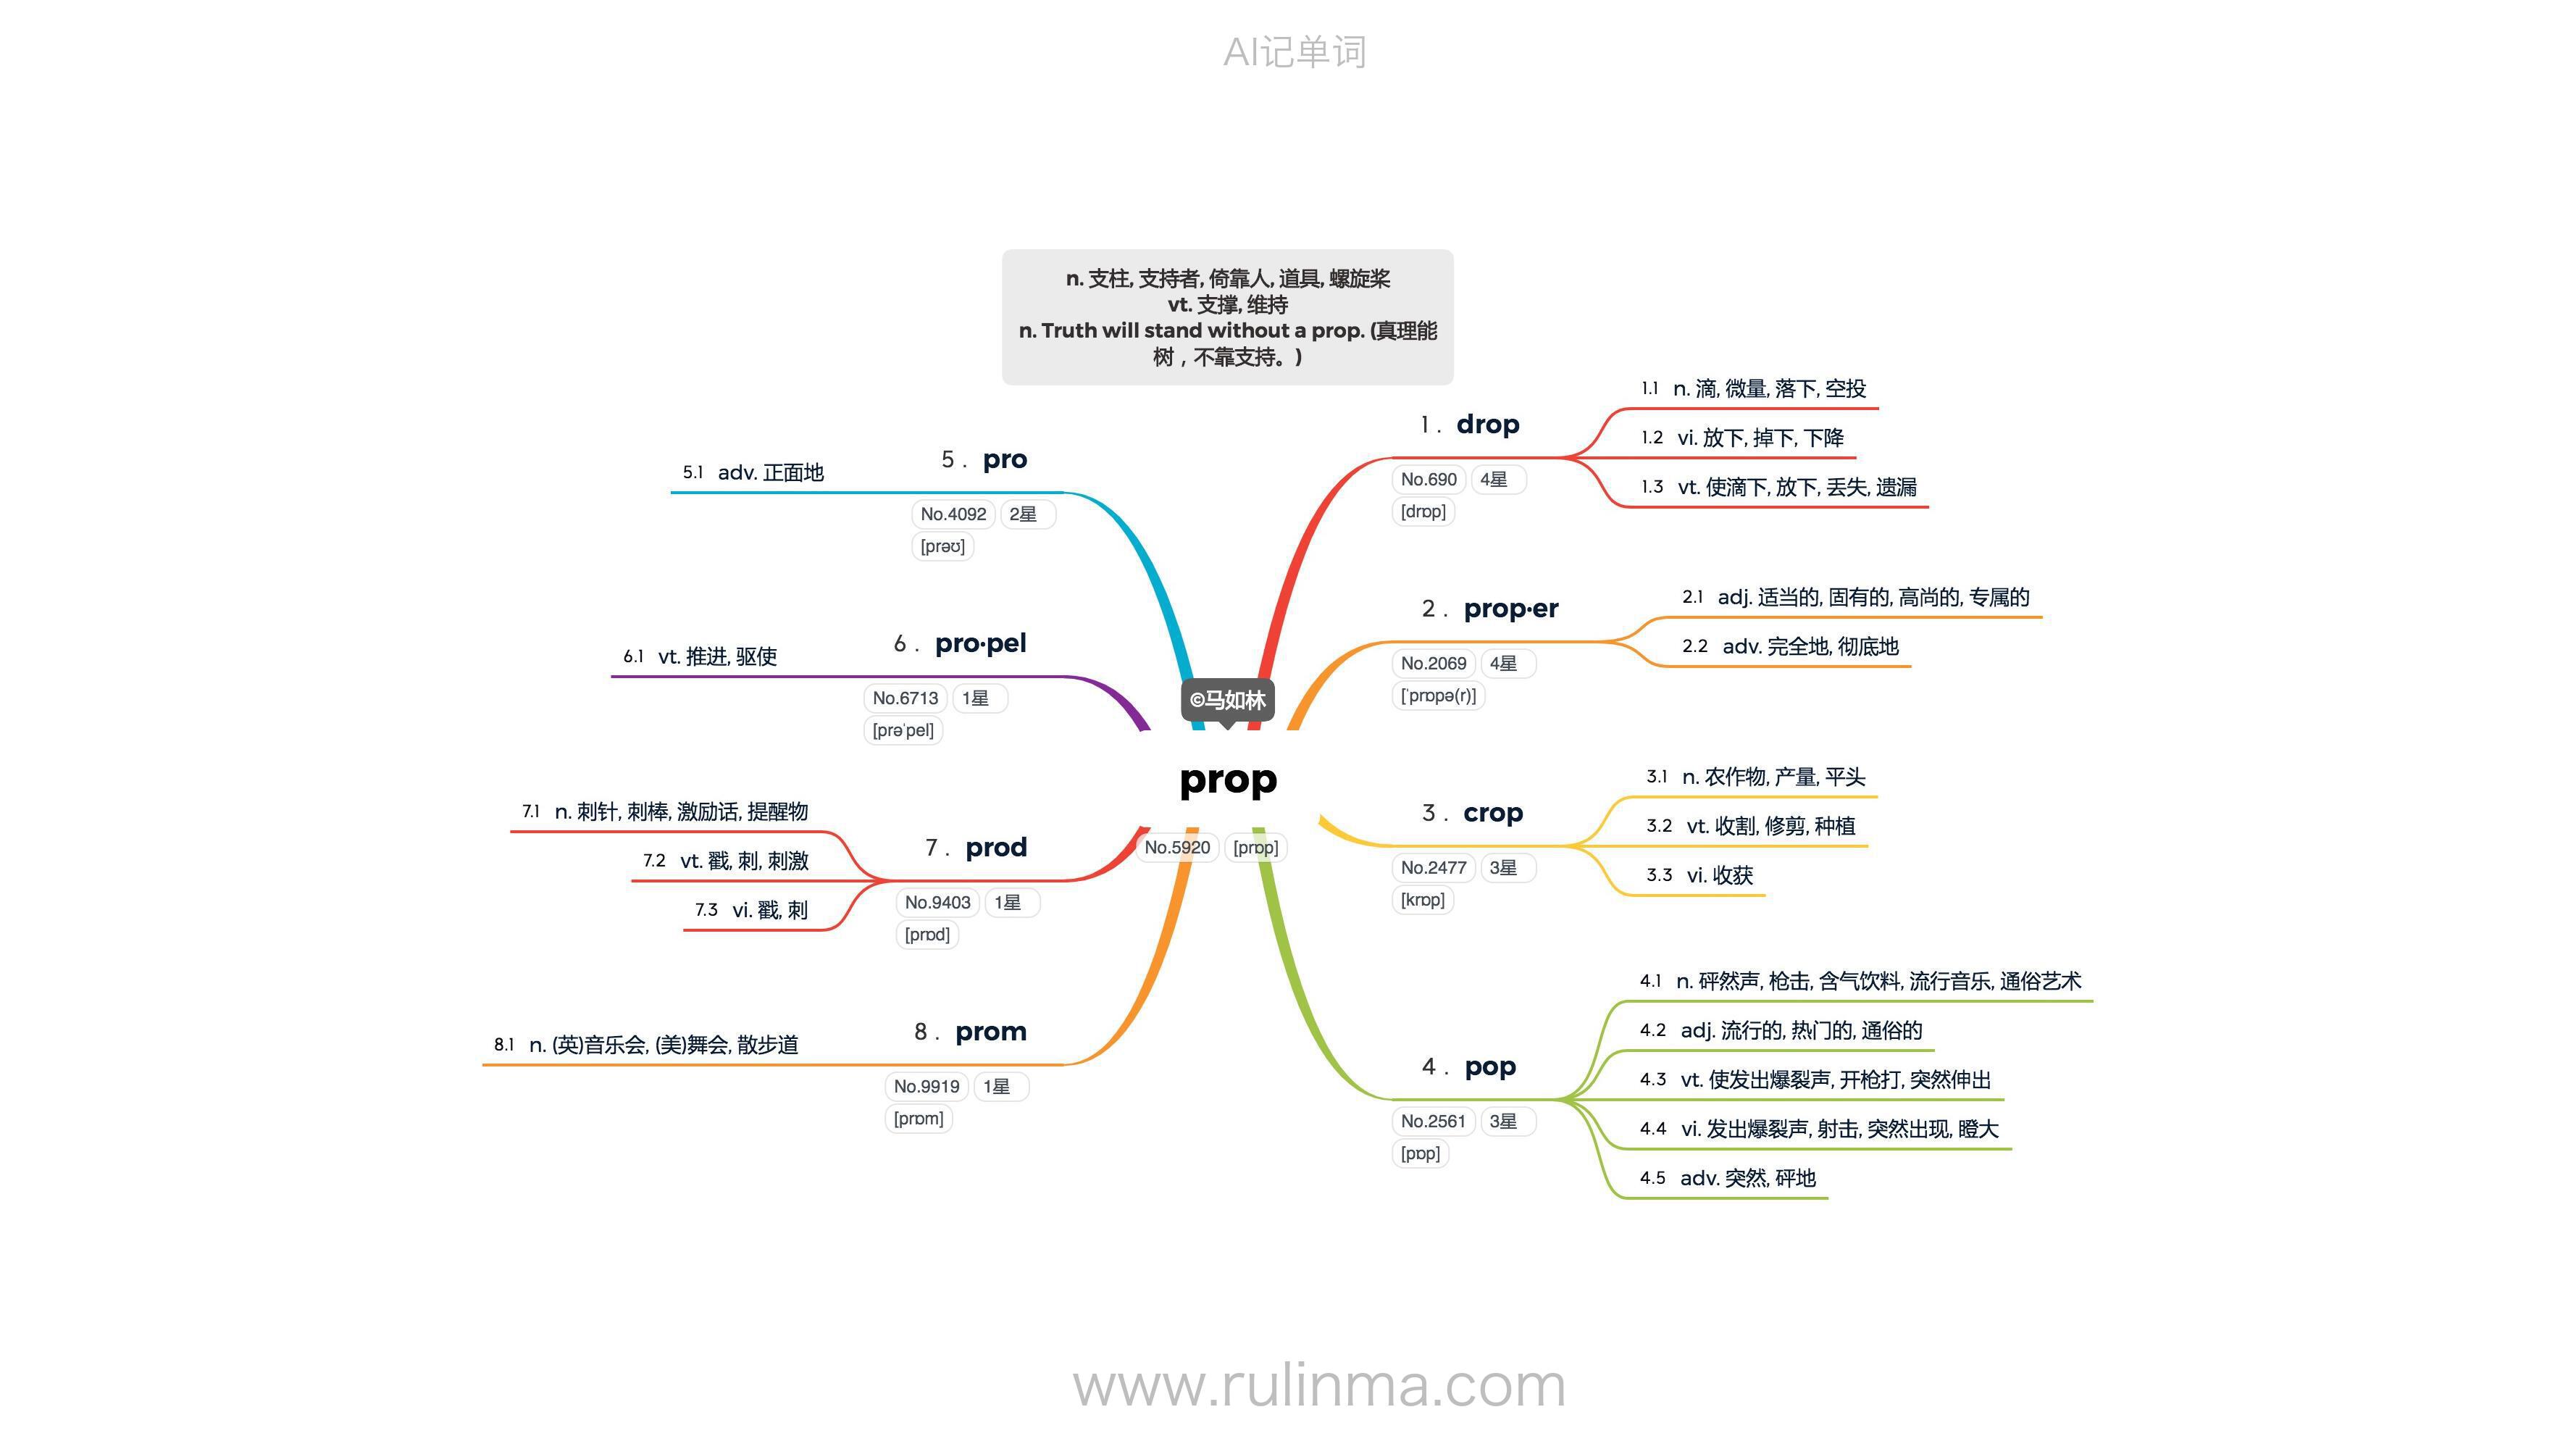 AI记单词
n. 支柱, 支持者, 倚靠人, 道具, 螺旋桨
vt. 支撑, 维持
n. Truth will stand without a prop. (真理能
树，不靠支持。)
©马如林
prop
No.5920 [prɒp]
1 . drop
No.690 4星
[drɒp]
1.1 n. 滴, 微量, 落下, 空投
1.2 vi. 放下, 掉下, 下降
1.3 vt. 使滴下, 放下, 丢失, 遗漏
2 . prop·er
No.2069 4星
[ˈprɒpə(r)]
2.1 adj. 适当的, 固有的, 高尚的, 专属的
2.2 adv. 完全地, 彻底地
3 . crop
No.2477 3星
[krɒp]
3.1 n. 农作物, 产量, 平头
3.2 vt. 收割, 修剪, 种植
3.3 vi. 收获
4 . pop
No.2561 3星
[pɒp]
4.1 n. 砰然声, 枪击, 含气饮料, 流行音乐, 通俗艺术
4.2 adj. 流行的, 热门的, 通俗的
4.3 vt. 使发出爆裂声, 开枪打, 突然伸出
4.4 vi. 发出爆裂声, 射击, 突然出现, 瞪大
4.5 adv. 突然, 砰地
5 . pro
No.4092 2星
[prəʊ]
5.1 adv. 正面地
6 . pro·pel
No.6713 1星
[prəˈpel]
6.1 vt. 推进, 驱使
7 . prod
No.9403 1星
[prɒd]
7.1 n. 刺针, 刺棒, 激励话, 提醒物
7.2 vt. 戳, 刺, 刺激
7.3 vi. 戳, 刺
8 . prom
No.9919 1星
[prɒm]
8.1 n. (英)音乐会, (美)舞会, 散步道
www.rulinma.com